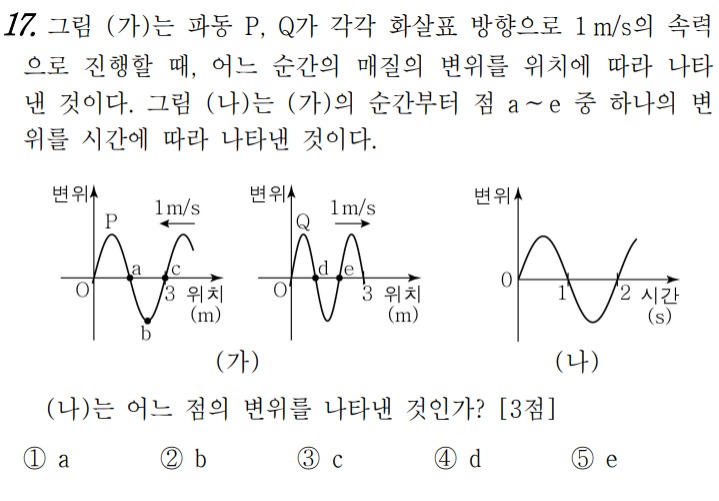 17. 그림 (가)는 파동 P, Q가 각각 화살표 방향으로 1 m/s의 속력
으로 진행할 때, 어느 순간의 매질의 변위를 위치에 따라 나타
낸 것이다. 그림 (나)는 (가)의 순간부터 점 a~e 중 하나의 변
위를 시간에 따라 나타낸 것이다.
변위 P 1m/s a c O 3 위치 (m) b
변위 Q 1m/s d e O 3 위치 (m)
(가)
변위 0 1 2 시간 (s)
(나)
(나)는 어느 점의 변위를 나타낸 것인가? [3점]
① a ② b ③ c ④ d ⑤ e